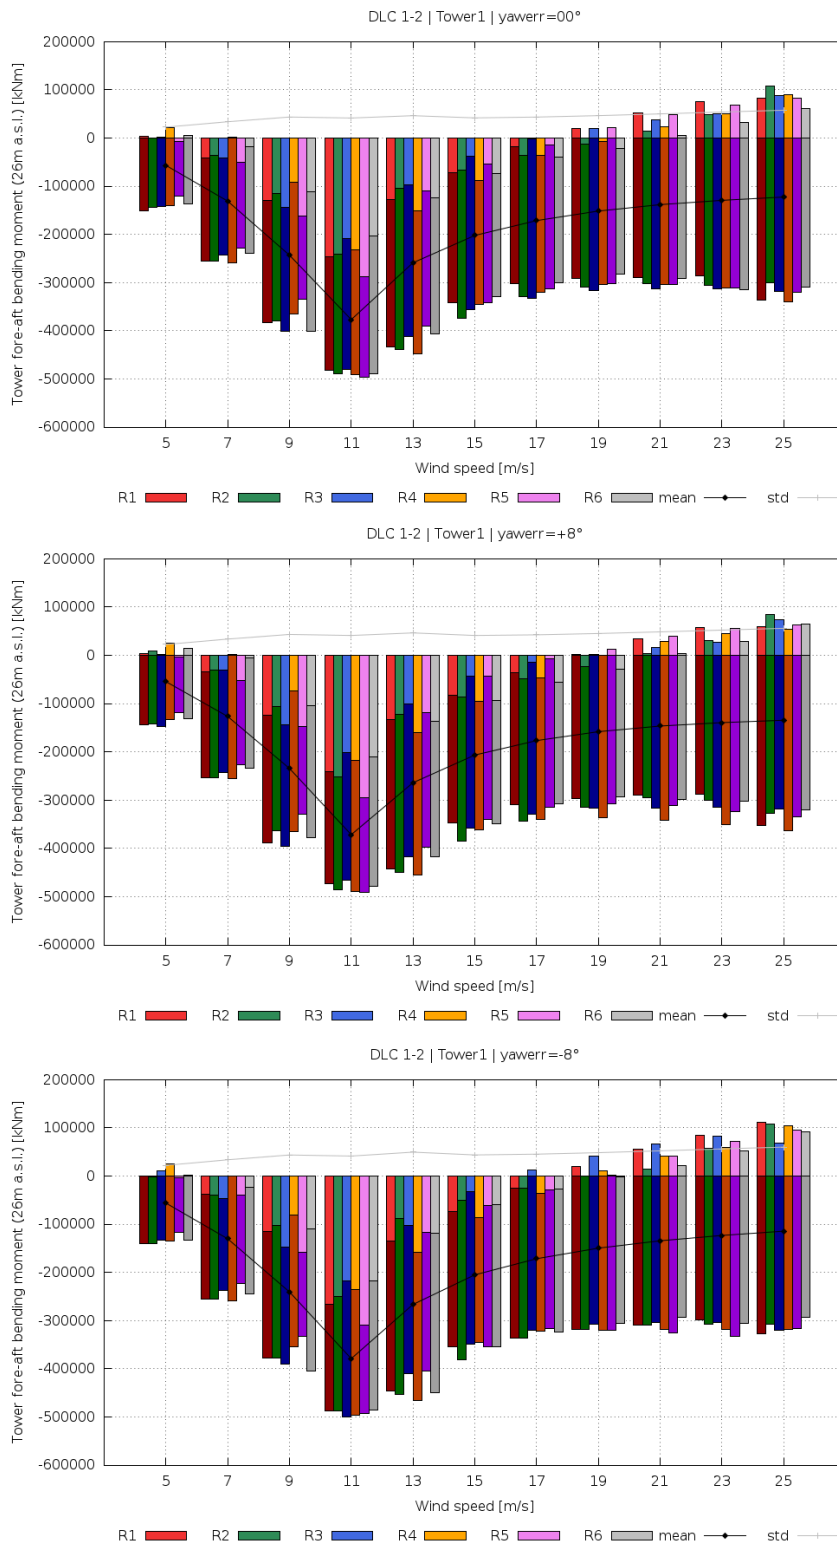 DLC 1-2 | Tower1 | yawerr=00°
Tower fore-aft bending moment (26m a.s.l.) [kNm]
200000
100000
0
-100000
-200000
-300000
-400000
-500000
-600000
5 7 9 11 13 15 17 19 21 23 25
Wind speed [m/s]
R1 R2 R3 R4 R5 R6 mean std
DLC 1-2 | Tower1 | yawerr=+8°
Tower fore-aft bending moment (26m a.s.l.) [kNm]
200000
100000
0
-100000
-200000
-300000
-400000
-500000
-600000
5 7 9 11 13 15 17 19 21 23 25
Wind speed [m/s]
R1 R2 R3 R4 R5 R6 mean std
DLC 1-2 | Tower1 | yawerr=-8°
Tower fore-aft bending moment (26m a.s.l.) [kNm]
200000
100000
0
-100000
-200000
-300000
-400000
-500000
-600000
5 7 9 11 13 15 17 19 21 23 25
Wind speed [m/s]
R1 R2 R3 R4 R5 R6 mean std